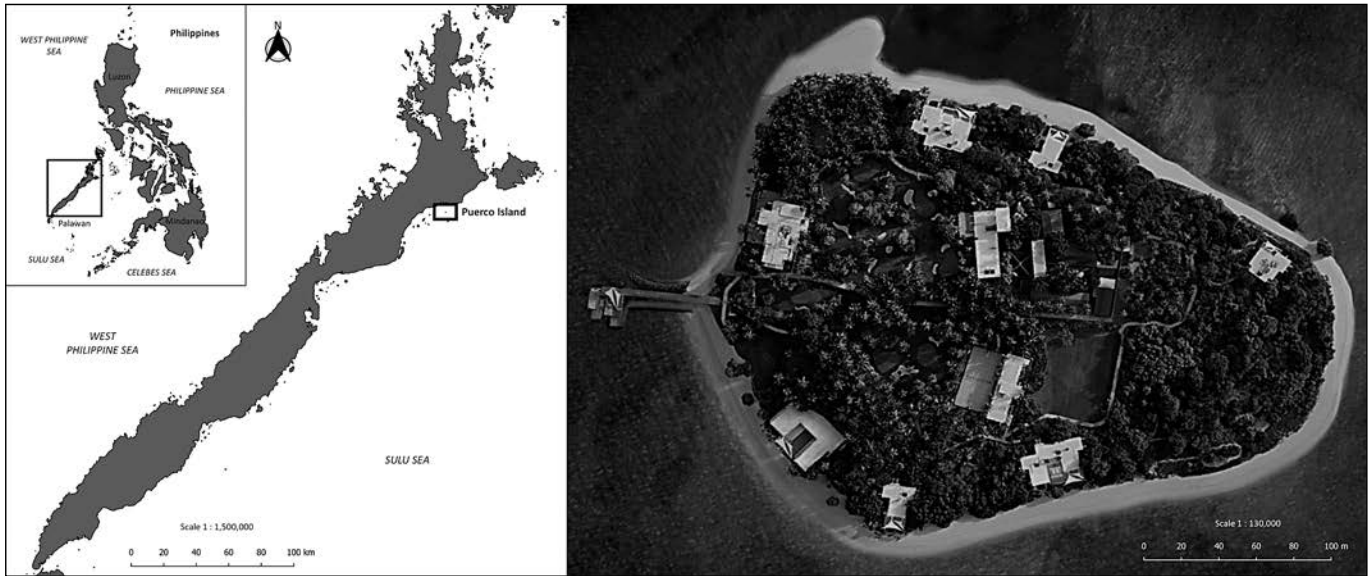 WEST PHILIPPINE
SEA
Philippines
Luzon
PHILIPPINE SEA
Palawan
Mindanao
SULU SEA
CELEBES SEA
N
Puerco Island
WEST
PHILIPPINE SEA
SULU SEA
Scale 1 : 1,500,000
0 20 40 60 80 100 km
Scale 1 : 130,000
0 20 40 60 80 100 m